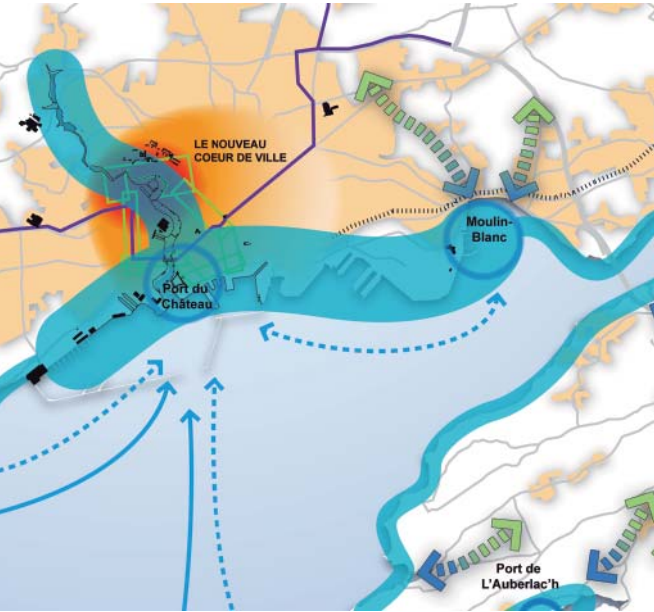 LE NOUVEAU
COEUR DE VILLE
Moulin-
Blanc
Port du
Château
Port de
L'Auberlac'h